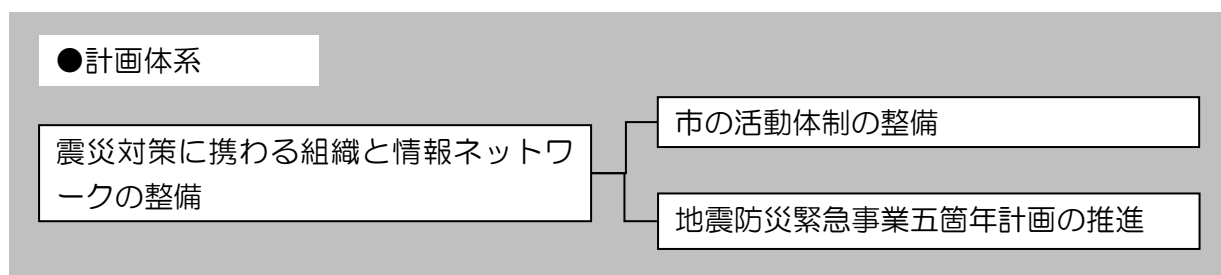 ●計画体系
市の活動体制の整備
震災対策に携わる組織と情報ネットワ
ークの整備
地震防災緊急事業五箇年計画の推進